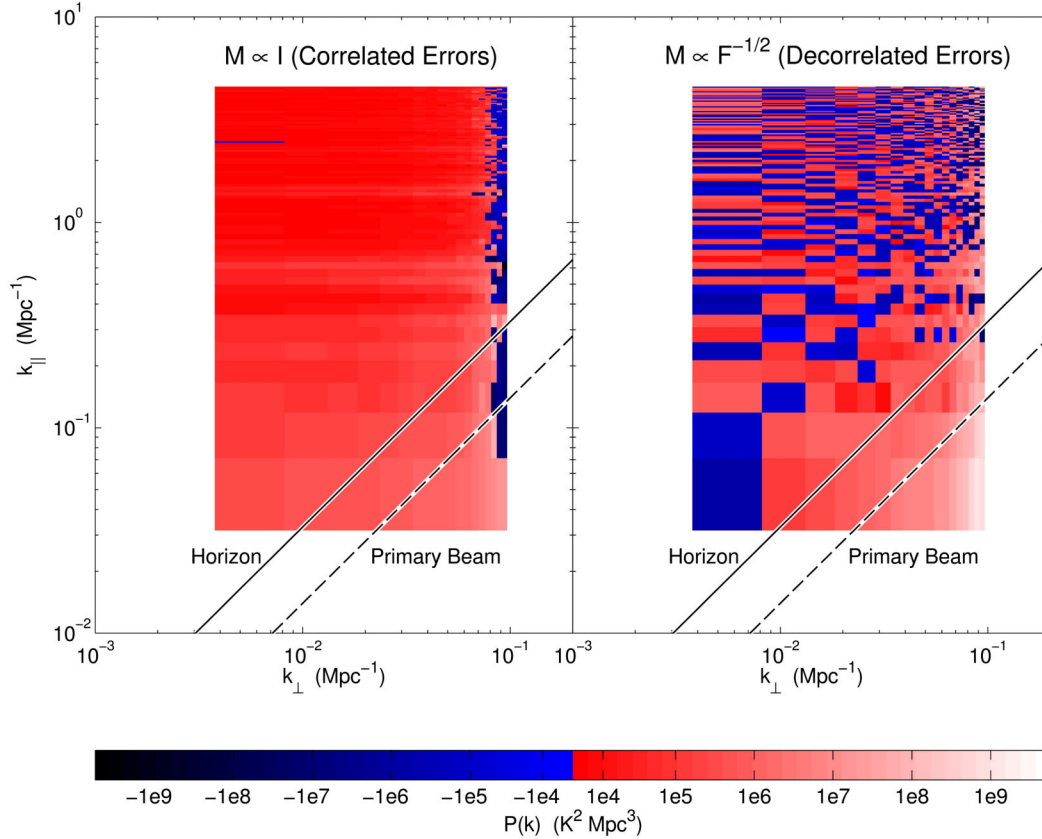 M ∝ I (Correlated Errors)
M ∝ F^{-1/2} (Decorrelated Errors)
10^1
10^0
10^{-1}
10^{-2}
k_{||} (Mpc^{-1})
Horizon
Primary Beam
Horizon
Primary Beam
10^{-3}
10^{-2}
10^{-1}
10^{-3}
10^{-2}
10^{-1}
k_⊥ (Mpc^{-1})
k_⊥ (Mpc^{-1})
-1e9 -1e8 -1e7 -1e6 -1e5 -1e4 1e4 1e5 1e6 1e7 1e8 1e9
P(k) (K^2 Mpc^3)